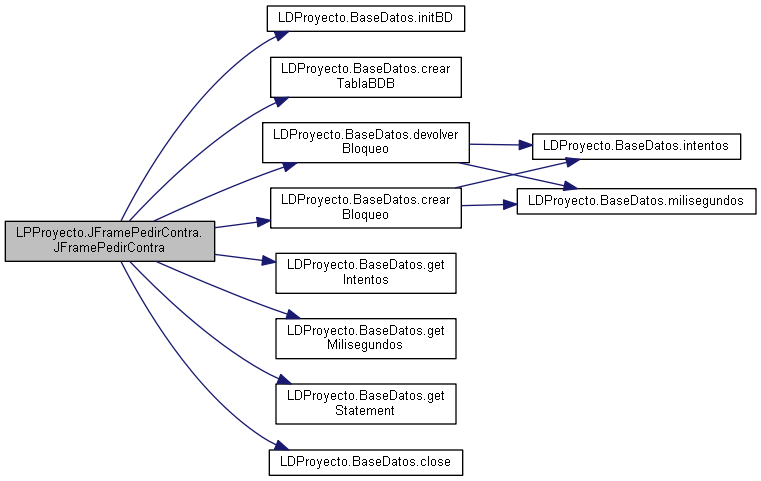 LDProyecto.BaseDatos.initBD
LDProyecto.BaseDatos.crear
TablaBDB
LDProyecto.BaseDatos.devolver
Bloqueo
LDProyecto.BaseDatos.intentos
LDProyecto.BaseDatos.crear
Bloqueo
LDProyecto.BaseDatos.milisegundos
LPProyecto.JFramePedirContra.
JFramePedirContra
LDProyecto.BaseDatos.get
Intentos
LDProyecto.BaseDatos.get
Milisegundos
LDProyecto.BaseDatos.get
Statement
LDProyecto.BaseDatos.close